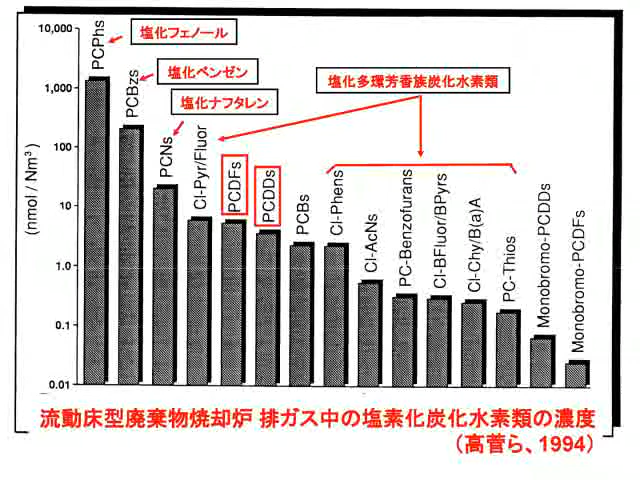 10,000
1,000
100
10
1.0
0.1
0.01
(nmol / Nm³)
塩化フェノール
塩化ベンゼン
塩化ナフタレン
塩化多環芳香族炭化水素類
PCPhs
PCBzs
PCNs
Cl-Pyr/Fluor
PCDFs
PCDDs
PCBs
Cl-Phens
Cl-AcNs
PC-Benzofurans
Cl-BFluor/BPyrs
Cl-Chy/B(a)A
PC-Thios
Monobromo-PCDDs
Monobromo-PCDFs
流動床型廃棄物焼却炉 排ガス中の塩素化炭化水素類の濃度
(高菅ら、1994)